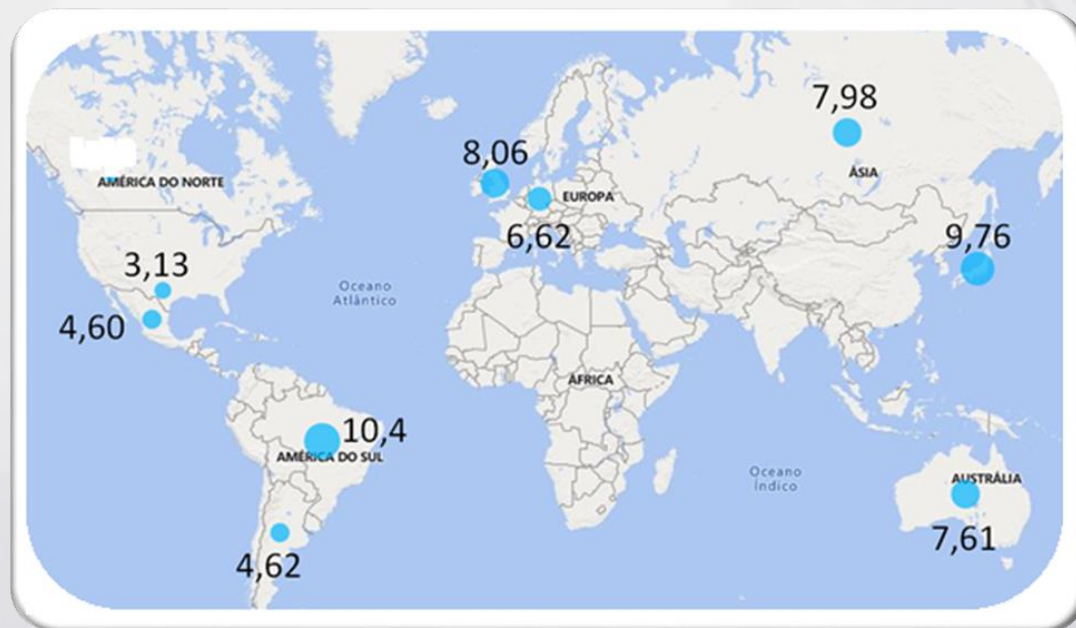 7,98
8,06
ÁSIA
AMÉRICA DO NORTE
EUROPA
6,62
9,76
3,13
Oceano
Atlântico
4,60
ÁFRICA
10,4
AMÉRICA DO SUL
Oceano
Índico
AUSTRÁLIA
7,61
4,62